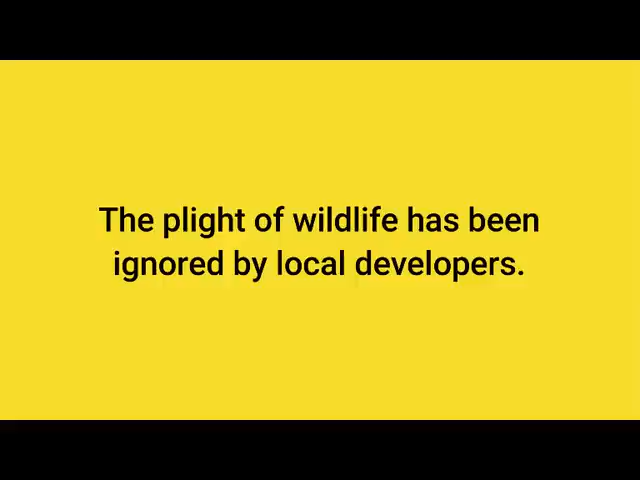 The plight of wildlife has been
ignored by local developers.